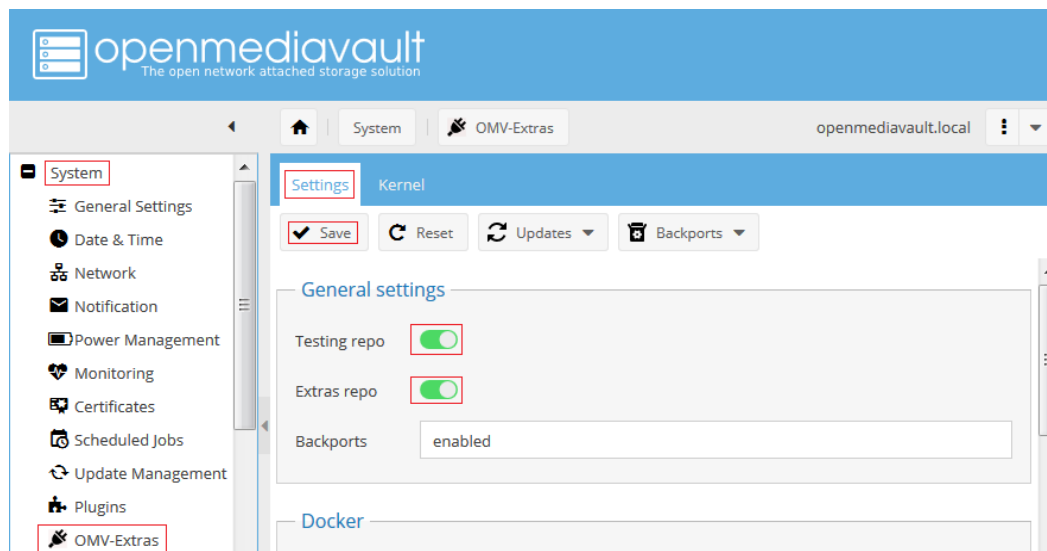 openmediavault
The open network attached storage solution
System
OMV-Extras
openmediavault.local
System
General Settings
Date & Time
Network
Notification
Power Management
Monitoring
Certificates
Scheduled Jobs
Update Management
Plugins
OMV-Extras
Settings
Kernel
Save
Reset
Updates
Backports
General settings
Testing repo
Extras repo
Backports
enabled
Docker